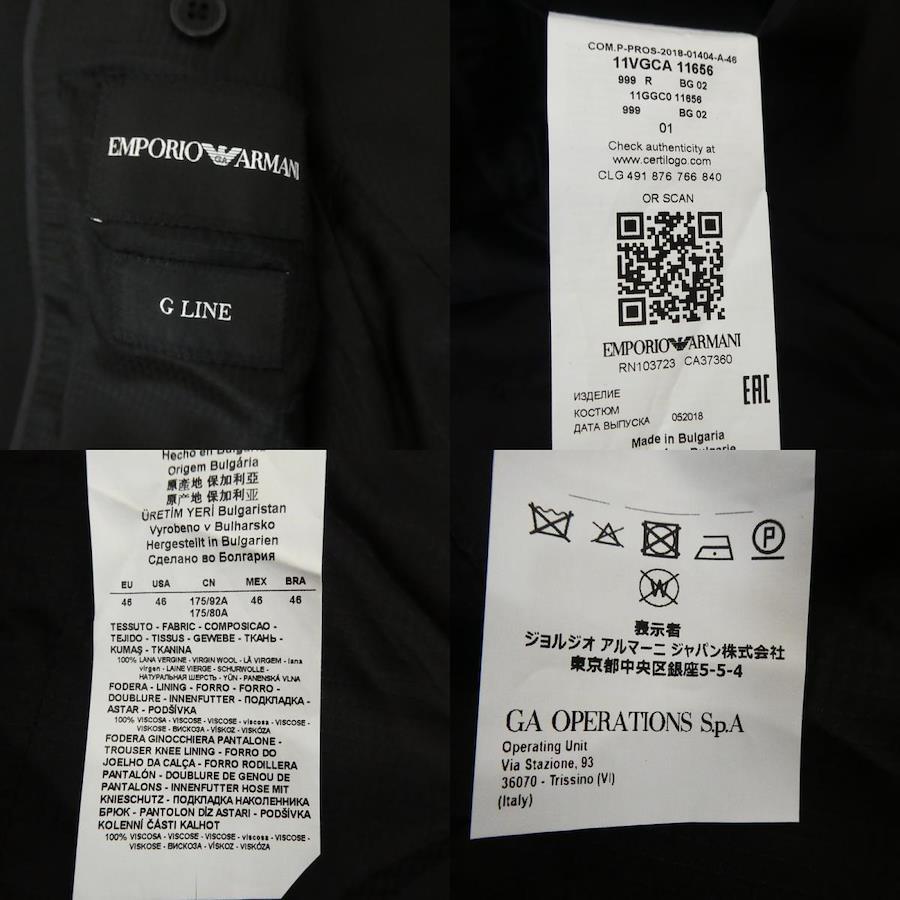 EMPORIO ARMANI
G LINE
COM.P-PROS-2018-01404-A-46
11VGCA 11656
999 R BG 02
11GGC0 11656
999 BG 02
01
Check authenticity at
www.certilogo.com
CLG 491 876 766 840
OR SCAN
EMPORIO ARMANI
RN103723 CA37360
EAC
ИЗДЕЛИЕ
КОСТЮМ
ДАТА ВЫПУСКА 052018
Made in Bulgaria
Hecho en Bulgaria
Origem Bulgária
原産地 保加利亞
原产地 保加利亚
ÜRETİM YERİ Bulgaristan
Vyrobeno v Bulharsko
Hergestellt in Bulgarien
Сделано во Болгария
EU USA CN MEX BRA
46 46 175/92A 46 46
175/80A
TESSUTO - FABRIC - COMPOSICAO -
TEJIDO - TISSUS - GEWEBE - ТКАНЬ -
KUMAŞ - TKANINA
100% LANA VERGINE - VIRGIN WOOL - LÃ VIRGEM - lana
virgen - LAINE VIERGE - SCHURWOLLE -
НАТУРАЛЬНАЯ ШЕРСТЬ - YÜN - PANENSKÁ VLNA
FODERA - LINING - FORRO - FORRO -
DOUBLURE - INNENFUTTER - ПОДКЛАДКА -
ASTAR - PODŠÍVKA
100% VISCOSA - VISCOSE - VISCOSE - viscosa - VISCOSE -
VISKOSE - ВИСКОЗА - VİSKOZ - VISKÓZA
FODERA GINOCCHIERA PANTALONE -
TROUSER KNEE LINING - FORRO DO
JOELHO DA CALÇA - FORRO RODILLERA
PANTALÓN - DOUBLURE DE GENOU DE
PANTALONS - INNENFUTTER HOSE MIT
KNIESCHUTZ - ПОДКЛАДКА НАКОЛЕННИКА
БРЮК - PANTOLON DİZ ASTARI - PODŠÍVKA
KOLENNÍ ČÁSTI KALHOT
100% VISCOSA - VISCOSE - VISCOSE - viscosa - VISCOSE -
VISKOSE - ВИСКОЗА - VİSKOZ - VISKÓZA
P
W
表示者
ジョルジオ アルマーニ ジャパン株式会社
東京都中央区銀座5-5-4
GA OPERATIONS S.p.A
Operating Unit
Via Stazione, 93
36070 - Trissino (VI)
(Italy)